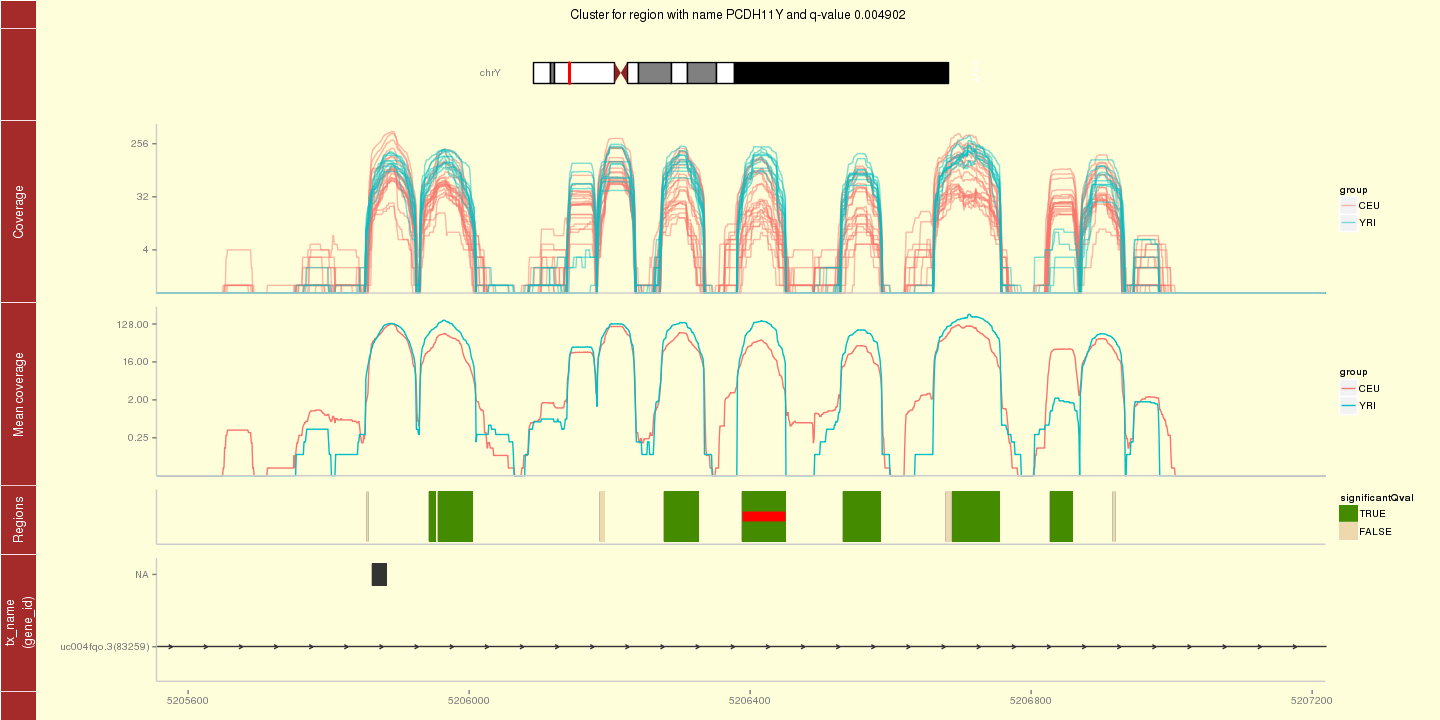 Cluster for region with name PCDH11Y and q-value 0.004902
chrY
Coverage
256
32
4
group
CEU
YRI
Mean coverage
128.00
16.00
2.00
0.25
group
CEU
YRI
Regions
significantQval
TRUE
FALSE
tx_name
(gene_id)
NA
uc004fqo.3(83259)
5205600
5206000
5206400
5206800
5207200